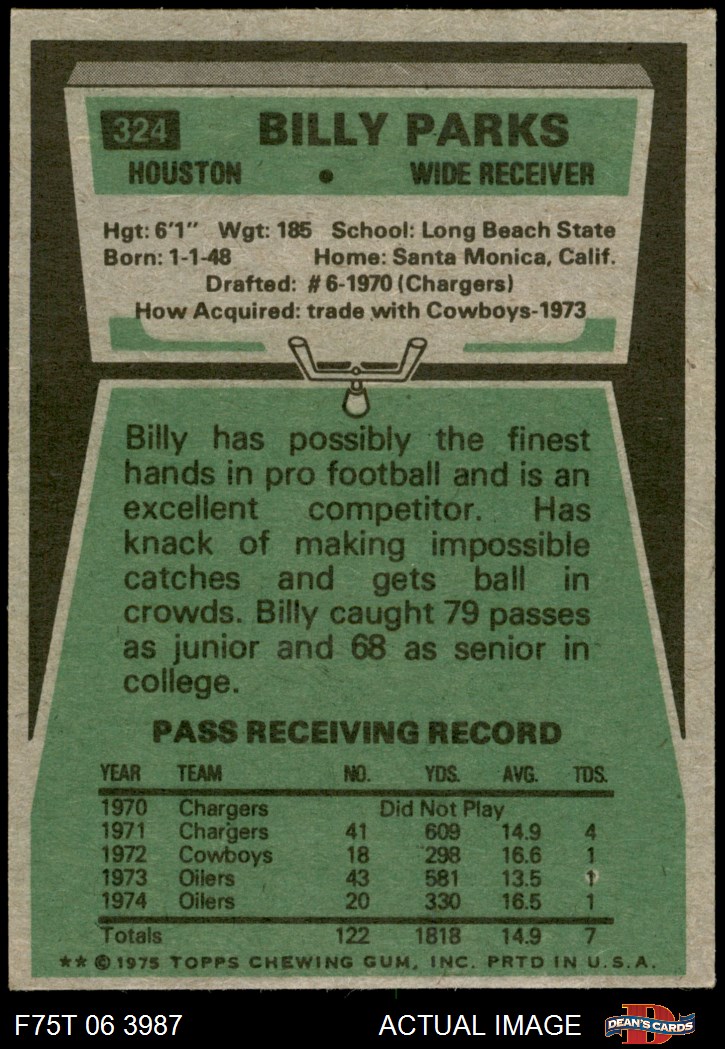 324 BILLY PARKS
HOUSTON • WIDE RECEIVER
Hgt: 6'1" Wgt: 185 School: Long Beach State
Born: 1-1-48 Home: Santa Monica, Calif.
Drafted: #6-1970 (Chargers)
How Acquired: trade with Cowboys-1973
Billy has possibly the finest
hands in pro football and is an
excellent competitor. Has
knack of making impossible
catches and gets ball in
crowds. Billy caught 79 passes
as junior and 68 as senior in
college.
PASS RECEIVING RECORD
YEAR TEAM NO. YDS. AVG. TDS.
1970 Chargers Did Not Play
1971 Chargers 41 609 14.9 4
1972 Cowboys 18 298 16.6 1
1973 Oilers 43 581 13.5 1
1974 Oilers 20 330 16.5 1
Totals 122 1818 14.9 7
** © 1975 TOPPS CHEWING GUM, INC. PRTD IN U.S.A.
F75T 06 3987 ACTUAL IMAGE DEAN'S CARDS